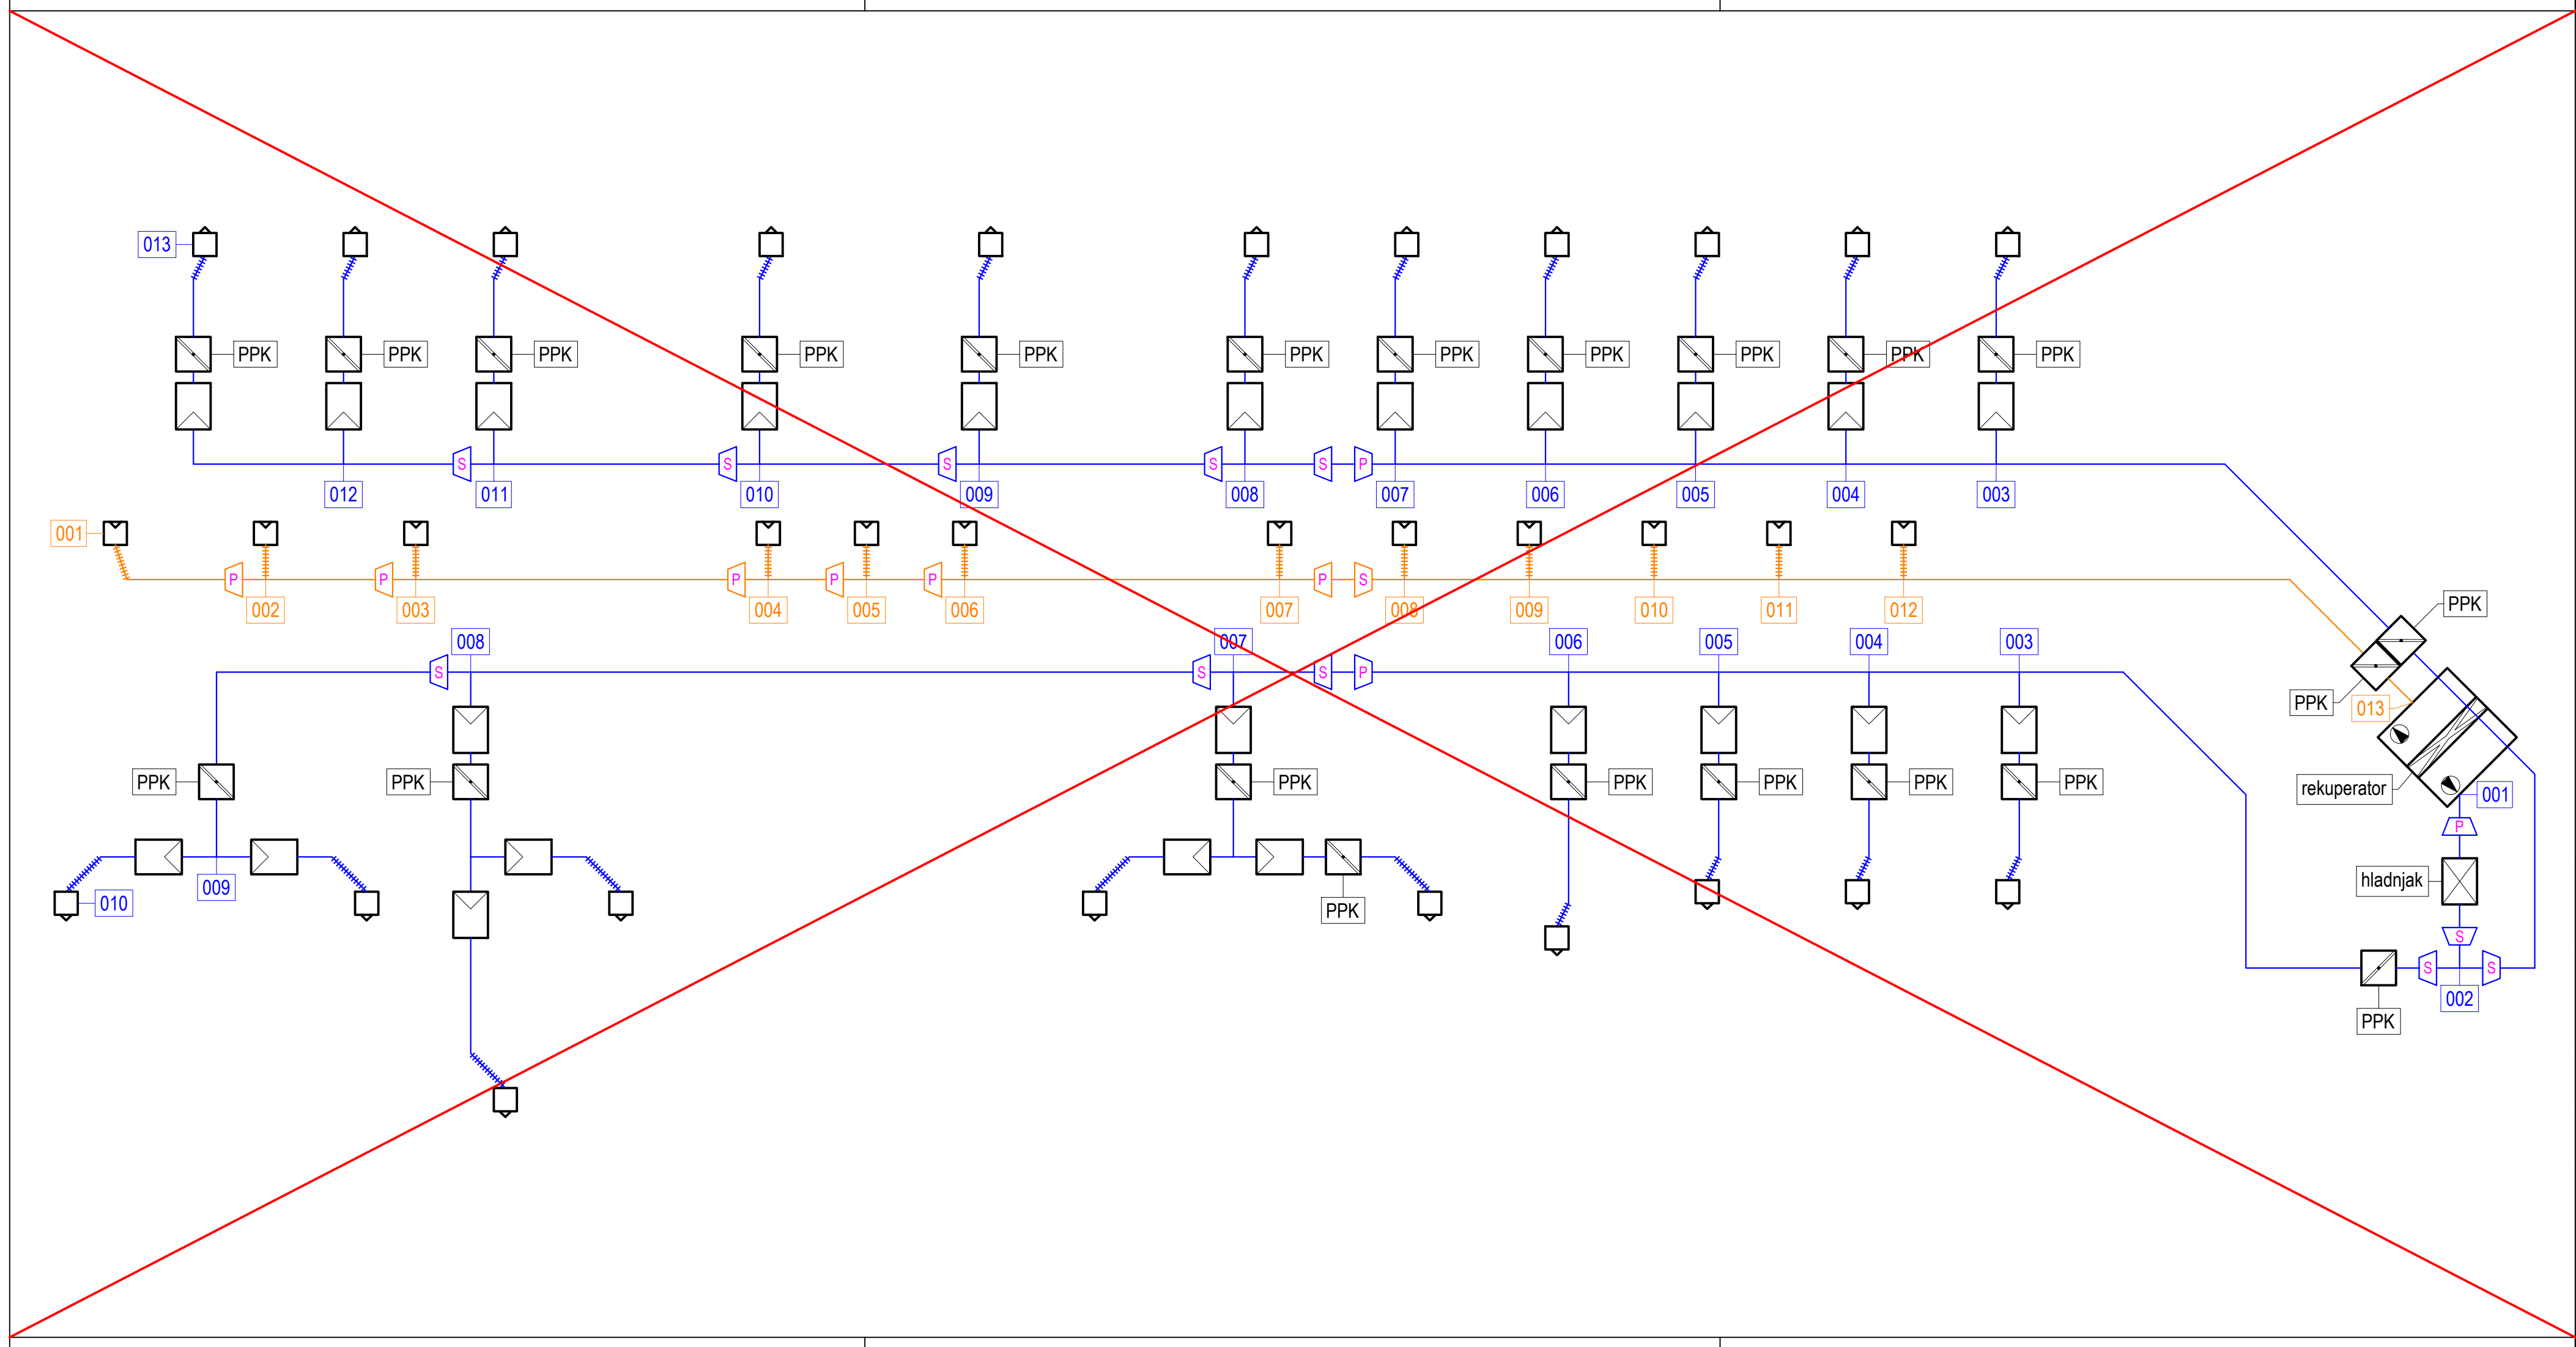 013
PPK PPK PPK PPK PPK PPK PPK PPK PPK PPK PPK
S S S S S P
012 011 010 009 008 007 006 005 004 003
001
P P P P P P S
002 003 004 005 006 007 008 009 010 011 012
PPK
008 007 006 005 004 003
S S S P
PPK
013
PPK PPK PPK PPK PPK PPK PPK
rekuperator
001
P
hladnjak
009
010
PPK
S
S S
002
PPK